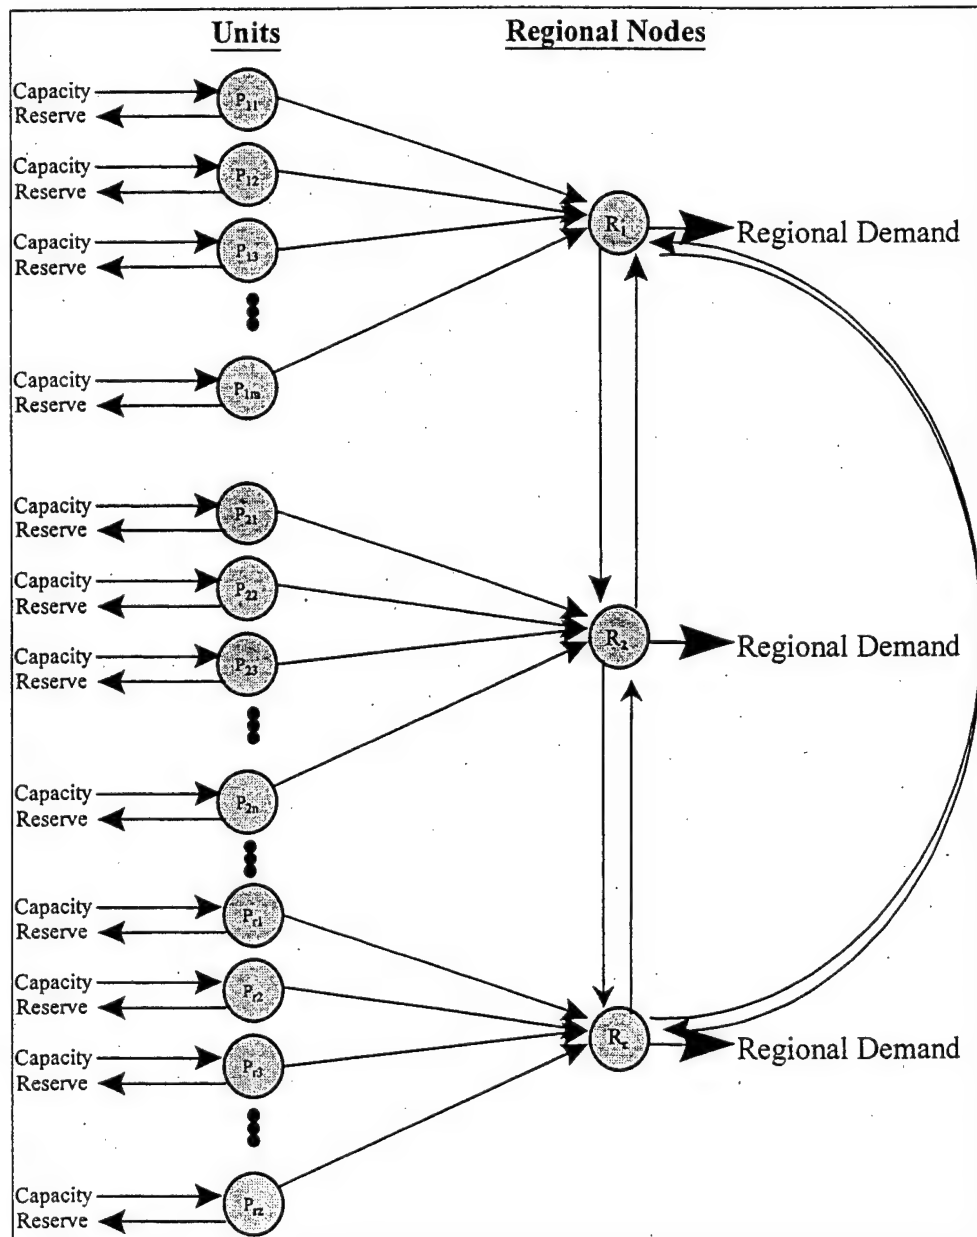 Units Regional Nodes
Capacity
Reserve
P11
Capacity
Reserve
P12
Capacity
Reserve
P13
R1
Regional Demand
Capacity
Reserve
P1m
Capacity
Reserve
P21
Capacity
Reserve
P22
Capacity
Reserve
P23
R2
Regional Demand
Capacity
Reserve
P2n
Capacity
Reserve
Pr1
Capacity
Reserve
Pr2
Capacity
Reserve
Pr3
Rr
Regional Demand
Capacity
Reserve
Prz